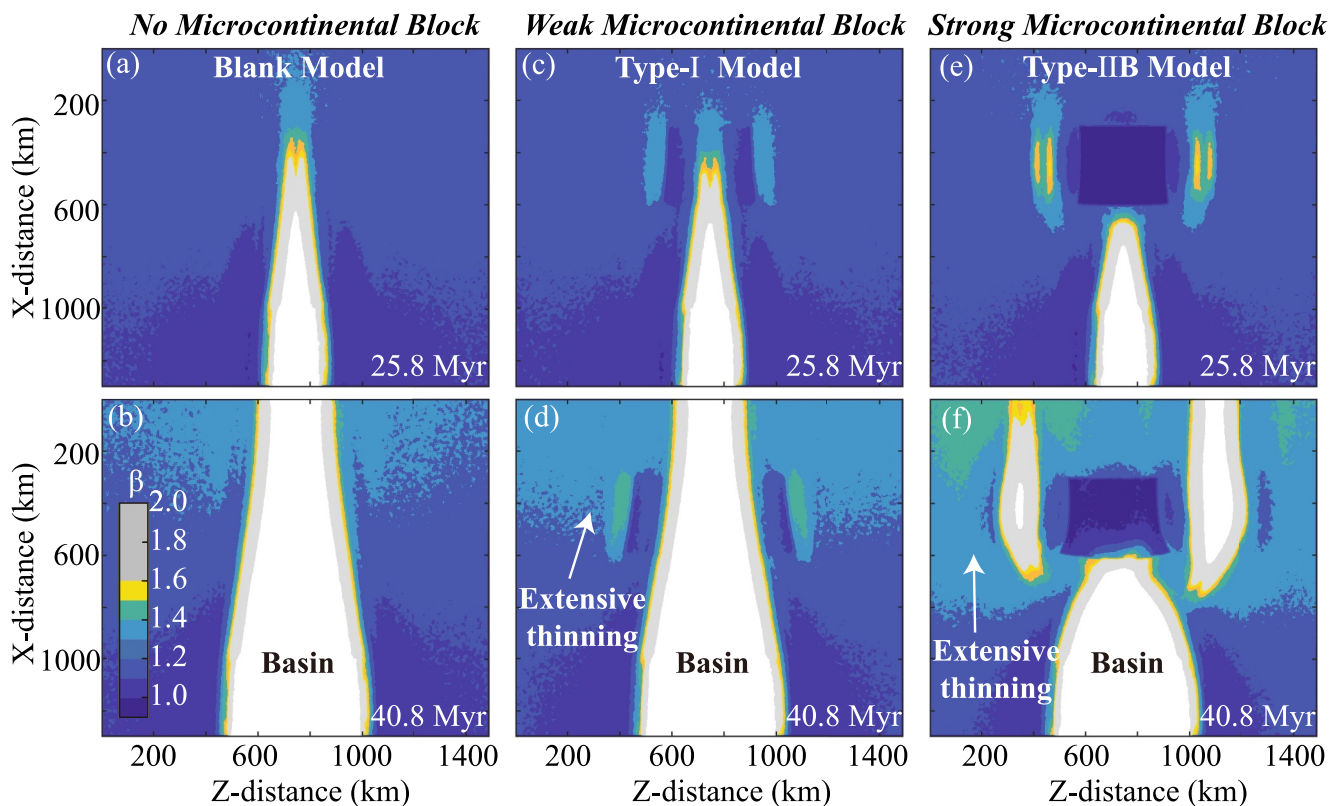 No Microcontinental Block
Weak Microcontinental Block
Strong Microcontinental Block
(a)
Blank Model
(c)
Type-I Model
(e)
Type-IIB Model
X-distance (km)
200
600
1000
25.8 Myr
25.8 Myr
25.8 Myr
(b)
(d)
(f)
X-distance (km)
200
600
1000
β
2.0
1.8
1.6
1.4
1.2
1.0
Basin
40.8 Myr
Extensive
thinning
Basin
40.8 Myr
Extensive
thinning
Basin
40.8 Myr
200 600 1000 1400
200 600 1000 1400
200 600 1000 1400
Z-distance (km)
Z-distance (km)
Z-distance (km)